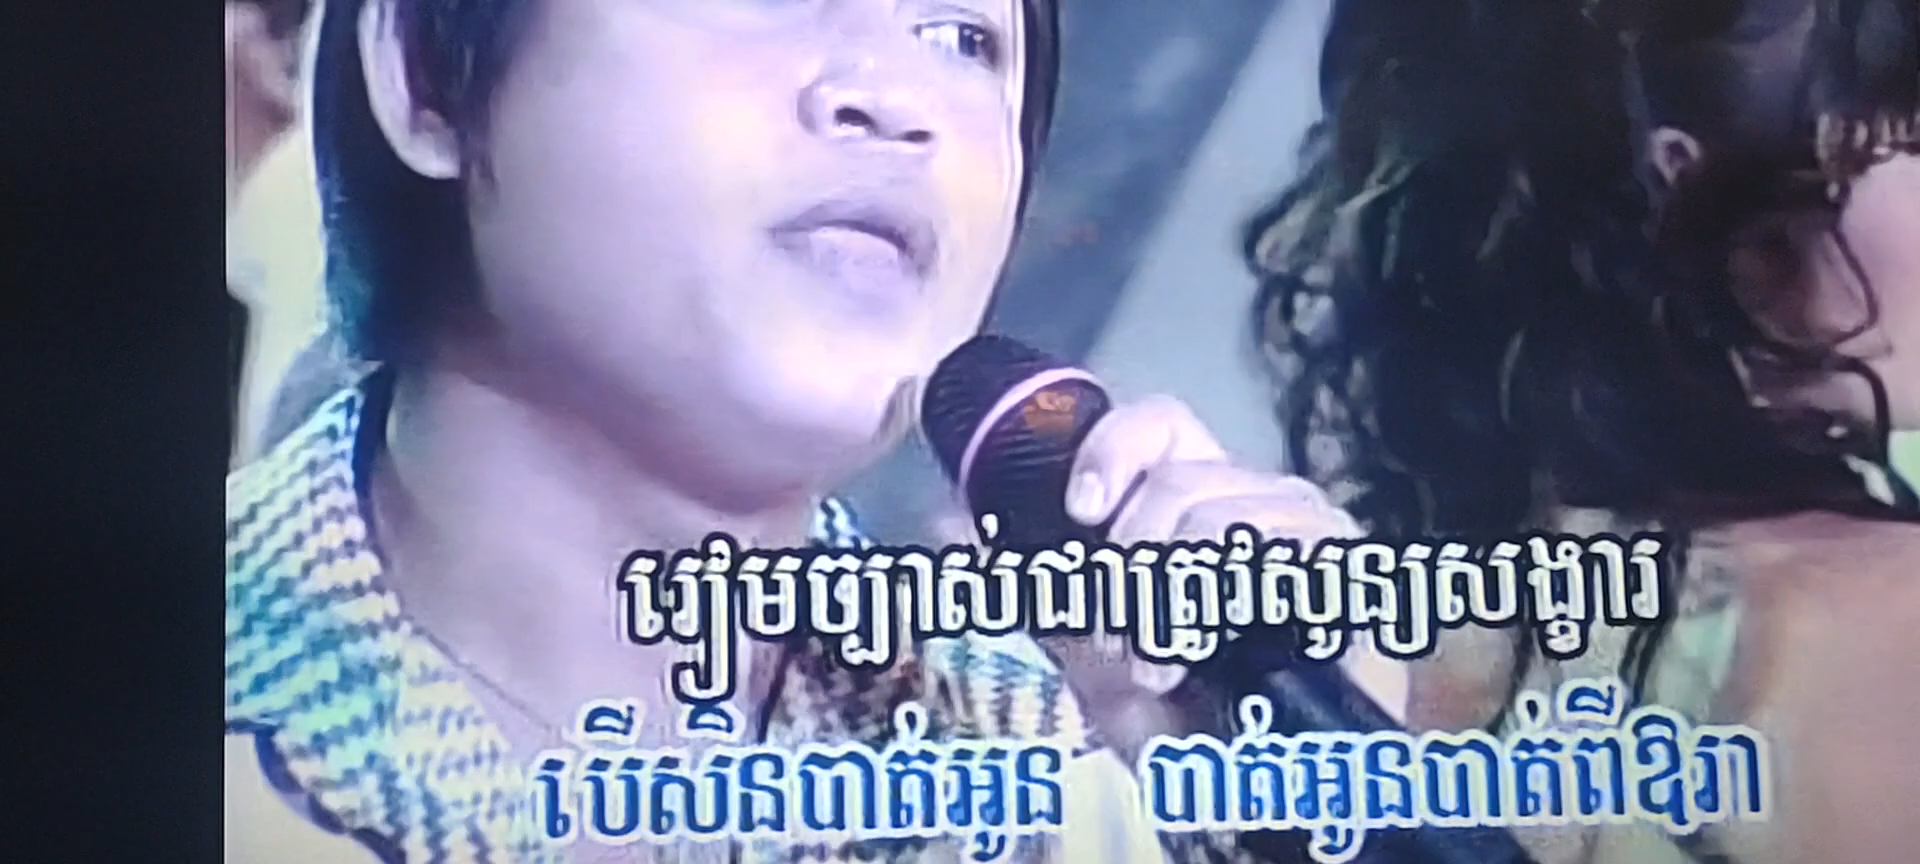 រៀមច្បាស់ជាត្រូវសូន្យសង្ខារ
បើសិនបាត់អូន បាត់អូនបាត់ពីឱរា